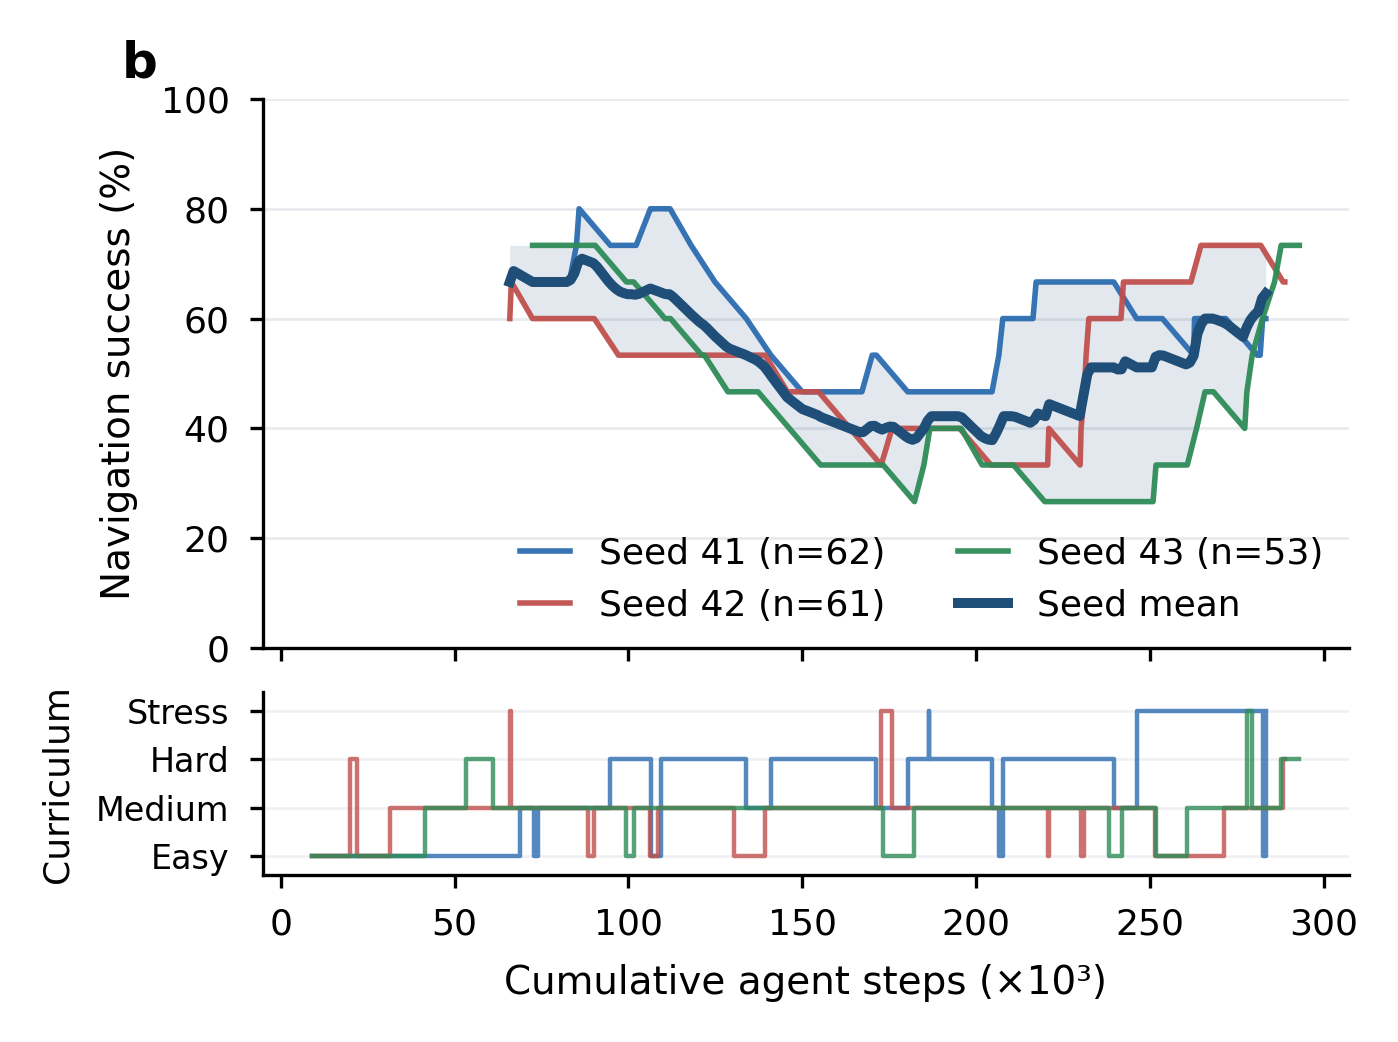 b
100
80
60
40
20
0
Navigation success (%)
Seed 41 (n=62)
Seed 42 (n=61)
Seed 43 (n=53)
Seed mean
Curriculum
Stress
Hard
Medium
Easy
0 50 100 150 200 250 300
Cumulative agent steps (×10³)